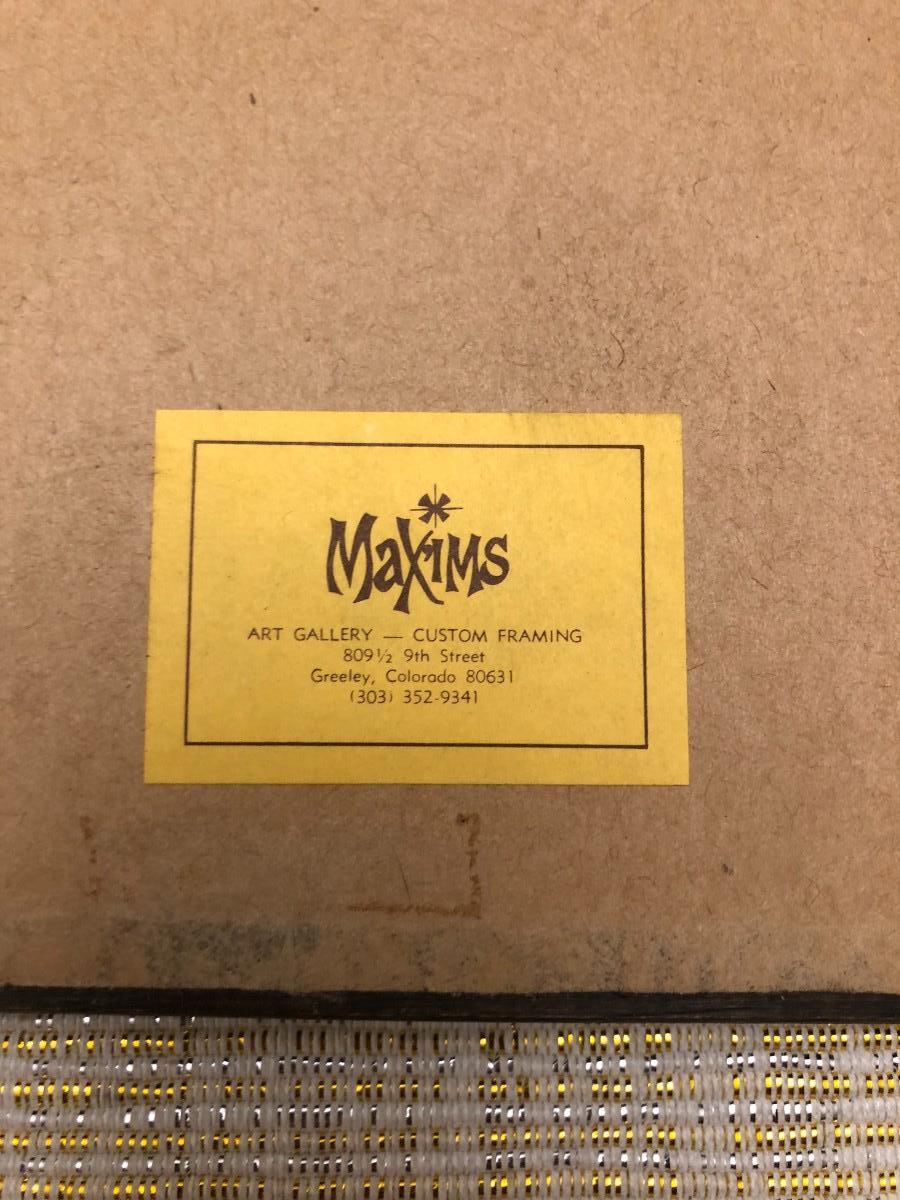 Maxims
ART GALLERY — CUSTOM FRAMING
809½ 9th Street
Greeley, Colorado 80631
(303) 352-9341